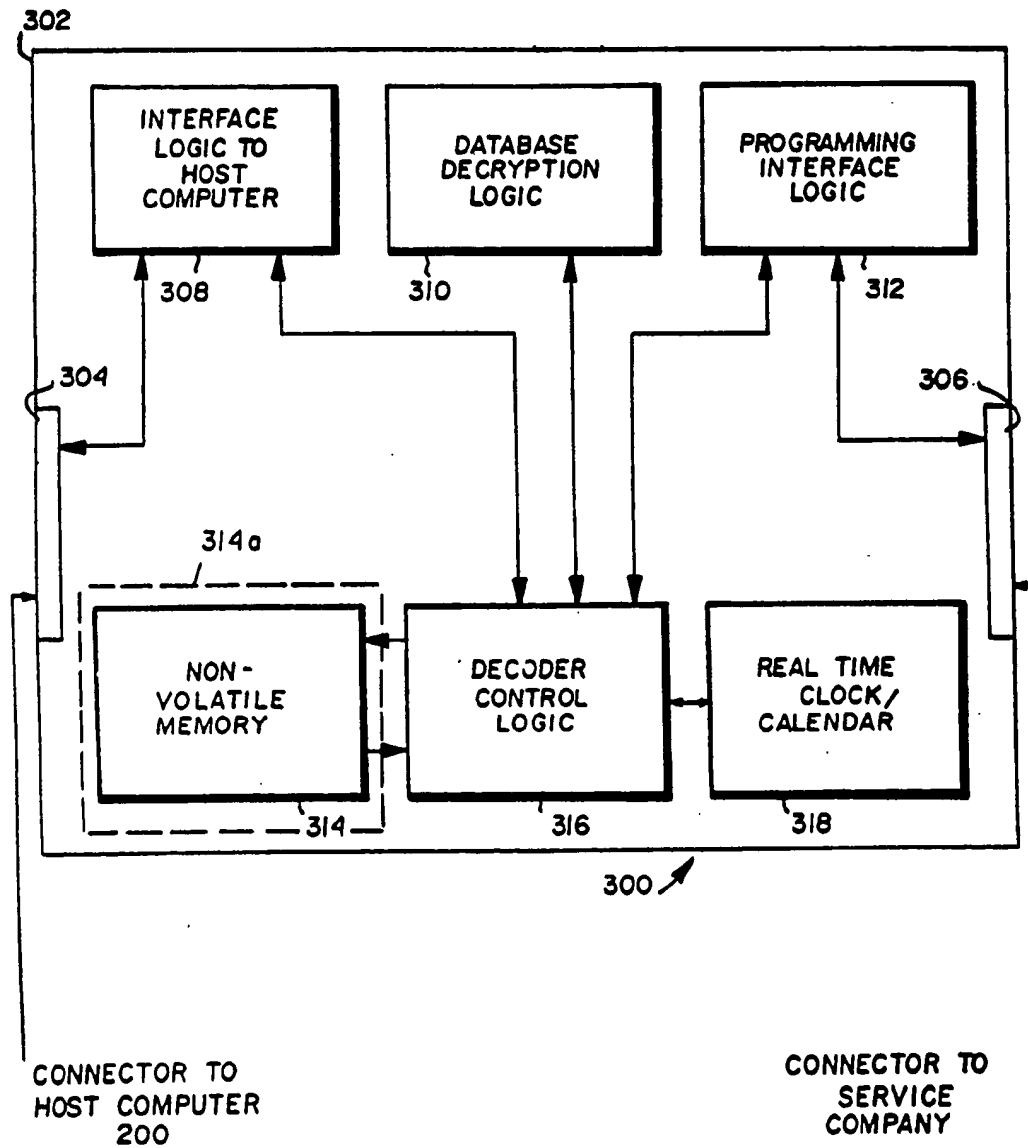 302
INTERFACE
LOGIC TO
HOST
COMPUTER
DATABASE
DECRYPTION
LOGIC
PROGRAMMING
INTERFACE
LOGIC
308
310
312
304
306
314a
NON-
VOLATILE
MEMORY
DECODER
CONTROL
LOGIC
REAL TIME
CLOCK/
CALENDAR
314
316
318
300
CONNECTOR TO
HOST COMPUTER
200
CONNECTOR TO
SERVICE
COMPANY